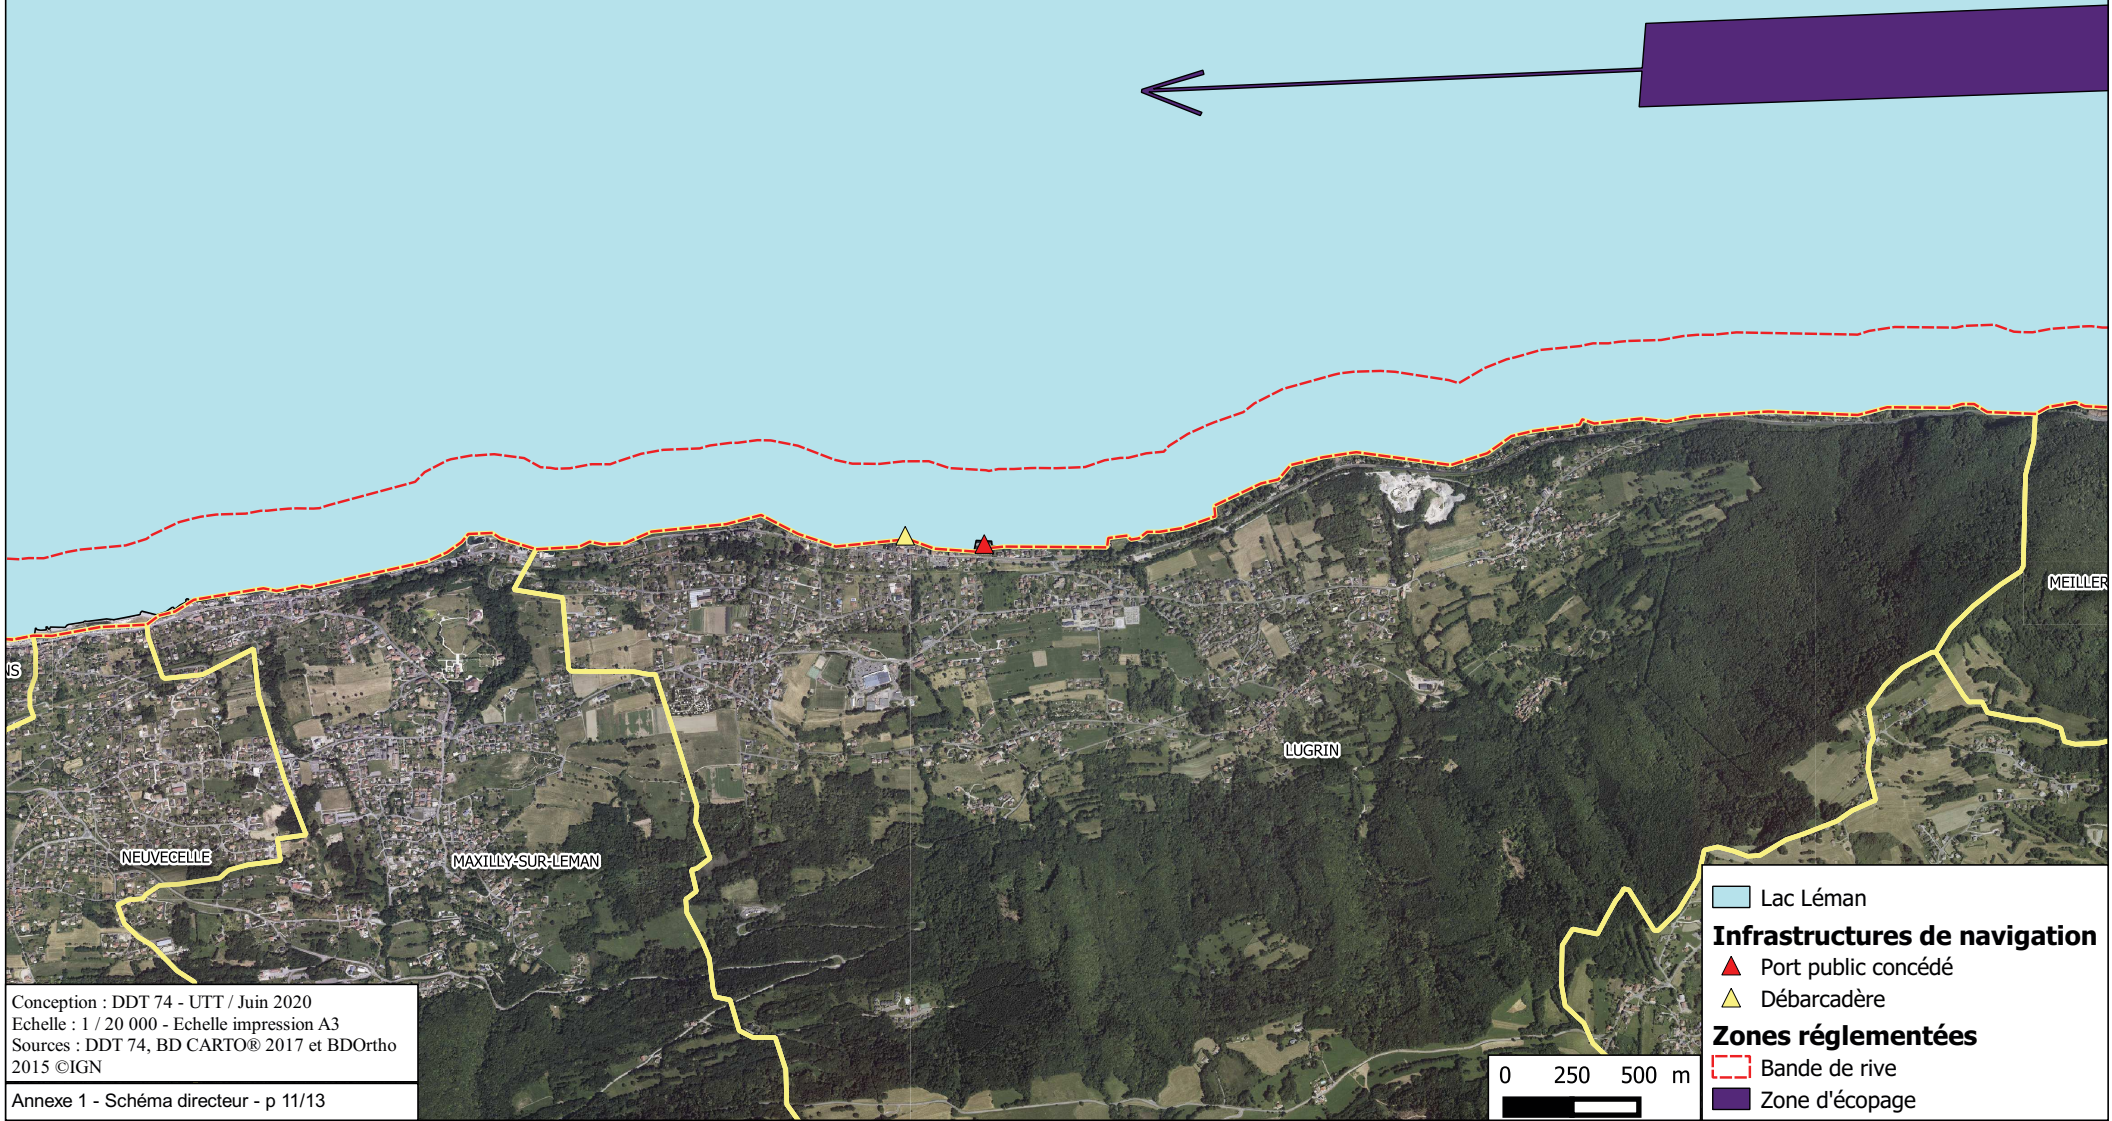 NS
MEILLER
LUGRIN
NEUVECELLE
MAXILLY-SUR-LEMAN
Lac Léman
Infrastructures de navigation
Port public concédé
Débarcadère
Zones réglementées
Bande de rive
Zone d'écopage
0 250 500 m
Conception : DDT 74 - UTT / Juin 2020
Echelle : 1 / 20 000 - Echelle impression A3
Sources : DDT 74, BD CARTO® 2017 et BDOrtho
2015 ©IGN
Annexe 1 - Schéma directeur - p 11/13